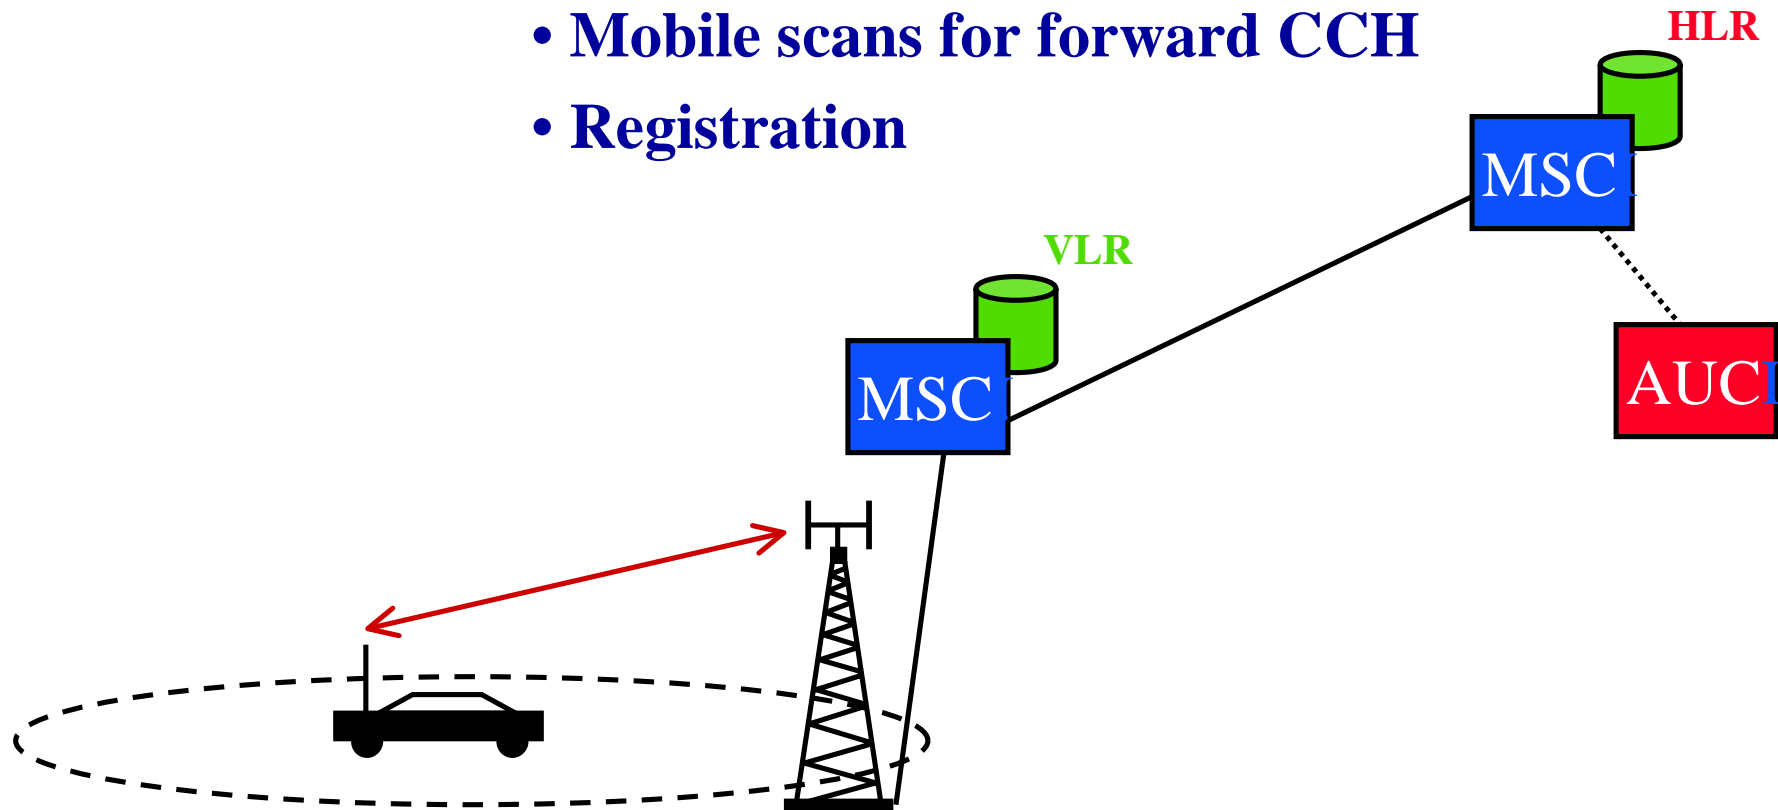 • Mobile scans for forward CCH
HLR
• Registration
MSC
VLR
MSC
AUC